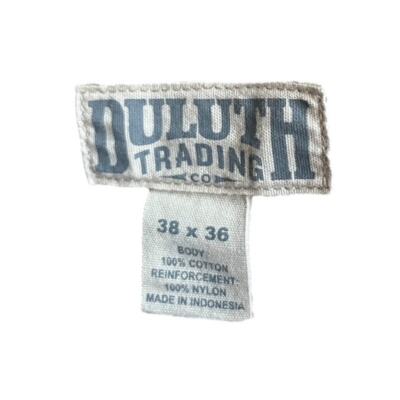 DULUTH
TRADING
CO
38 x 36
BODY:
100% COTTON
REINFORCEMENT-
100% NYLON
MADE IN INDONESIA